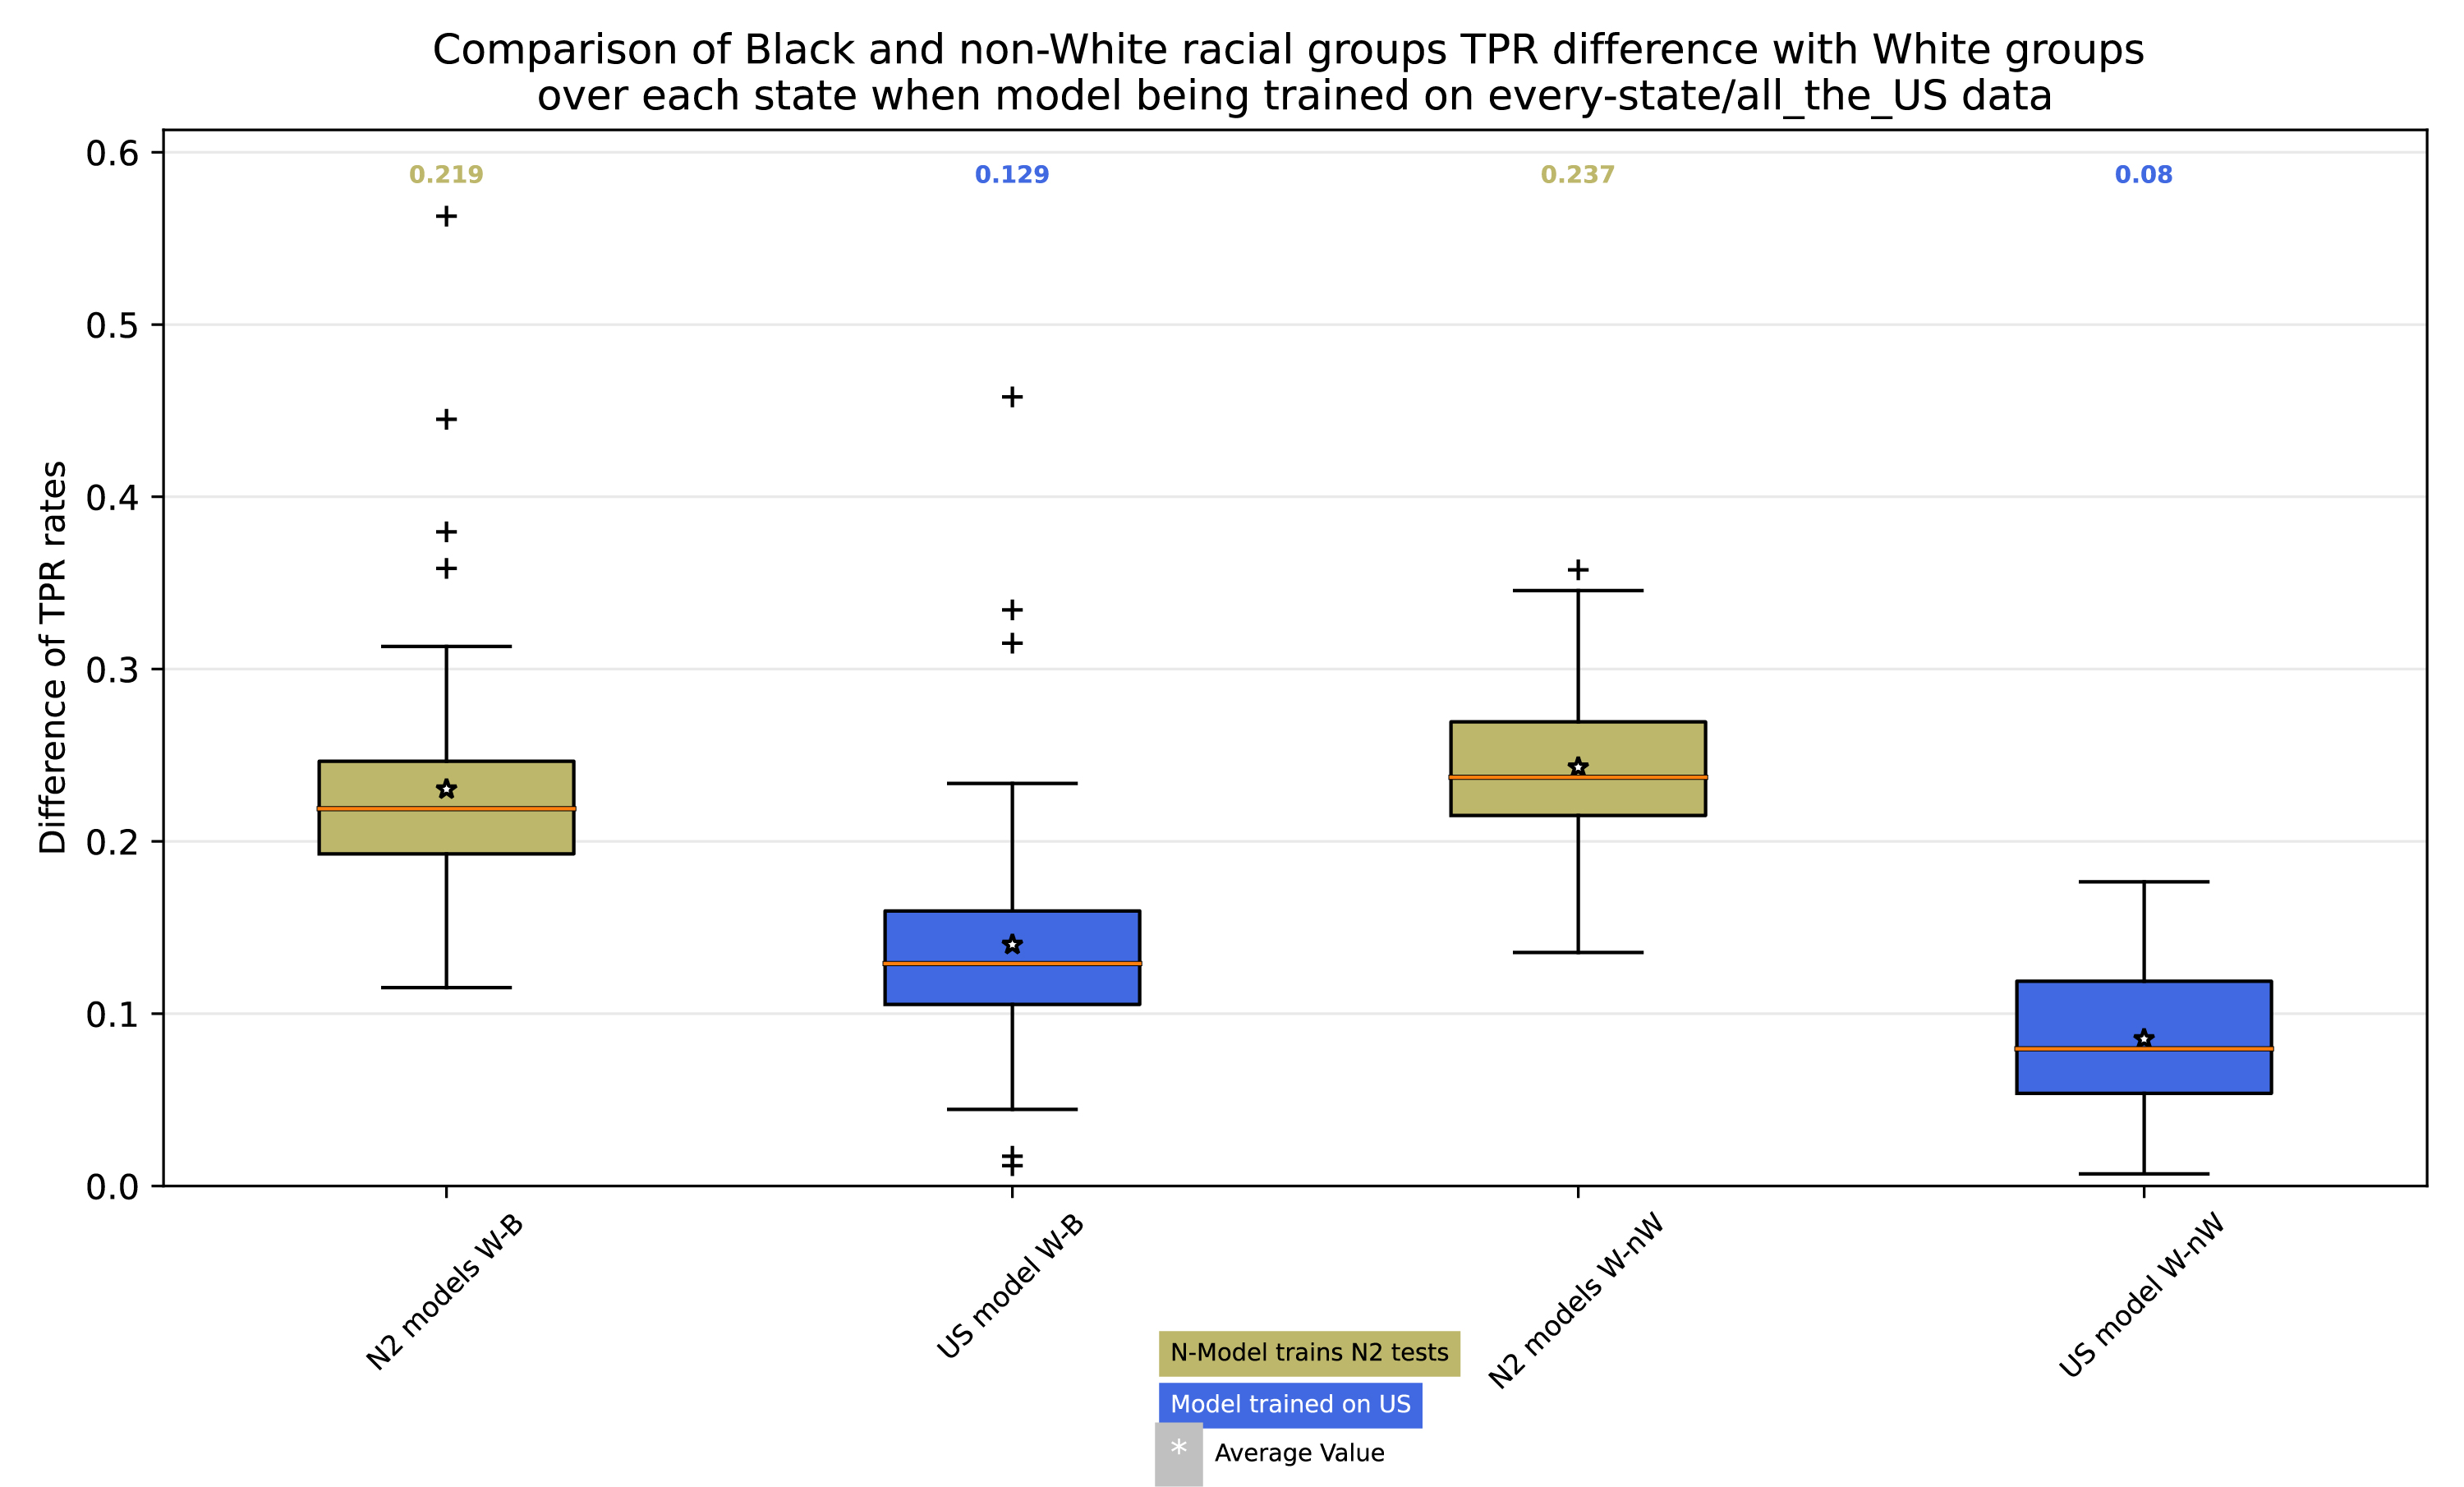 Comparison of Black and non-White racial groups TPR difference with White groups
over each state when model being trained on every-state/all_the_US data
0.6
0.219
0.129
0.237
0.08
0.5
0.4
0.3
0.2
0.1
0.0
Difference of TPR rates
N2 models W-B
US model W-B
N2 models W-nW
US model W-nW
N-Model trains N2 tests
Model trained on US
* Average Value